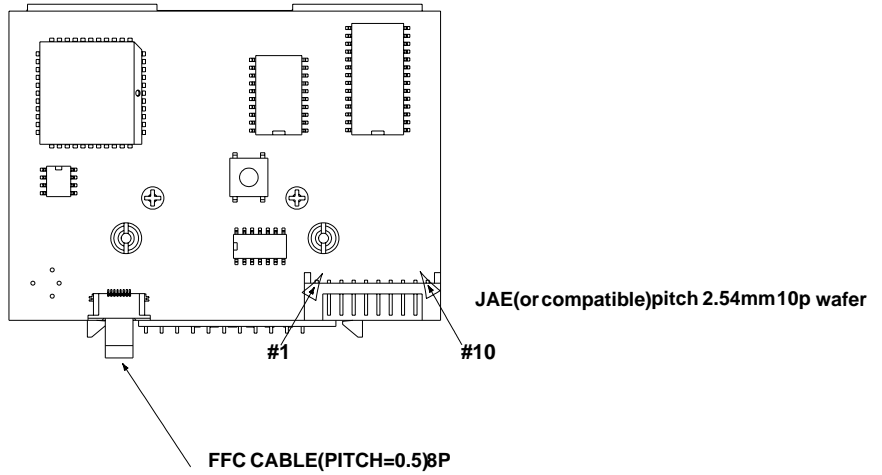 JAE(or compatible)pitch 2.54mm10p wafer
#1
#10
FFC CABLE(PITCH=0.5)8P